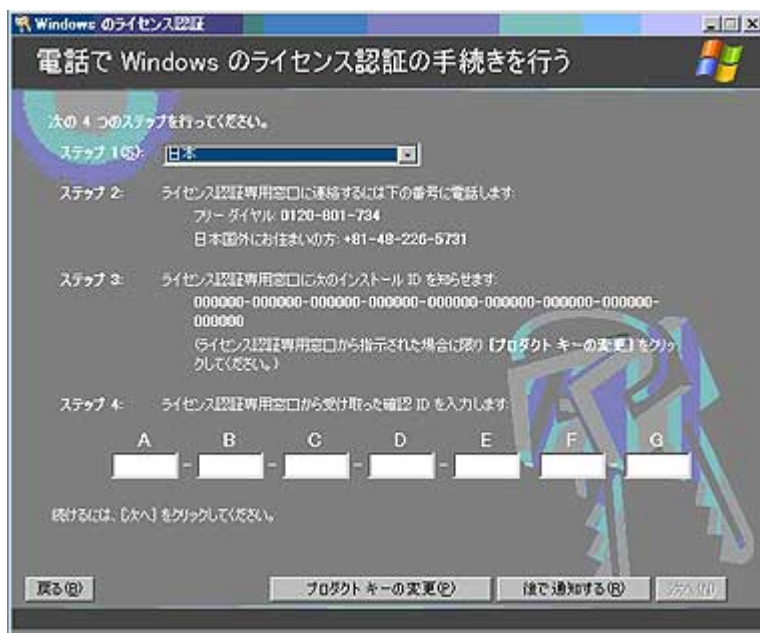 Windows のライセンス認証
電話で Windows のライセンス認証の手続きを行う
次の 4 つのステップを行ってください。
ステップ 1(S): 日本
ステップ 2: ライセンス認証専用窓口に連絡するには下の番号に電話します:
フリー ダイヤル: 0120-801-734
日本国外にお住まいの方: +81-48-226-5731
ステップ 3: ライセンス認証専用窓口に次のインストール ID を知らせます:
000000-000000-000000-000000-000000-000000-000000-000000-
000000
(ライセンス認証専用窓口から指示された場合に限り [プロダクト キーの変更] をクリッ
クしてください。)
ステップ 4: ライセンス認証専用窓口から受け取った確認 ID を入力します:
A B C D E F G
- - - - - -
続けるには、[次へ] をクリックしてください。
戻る(B) プロダクト キーの変更(P)後で通知する(R) 次へ(N)